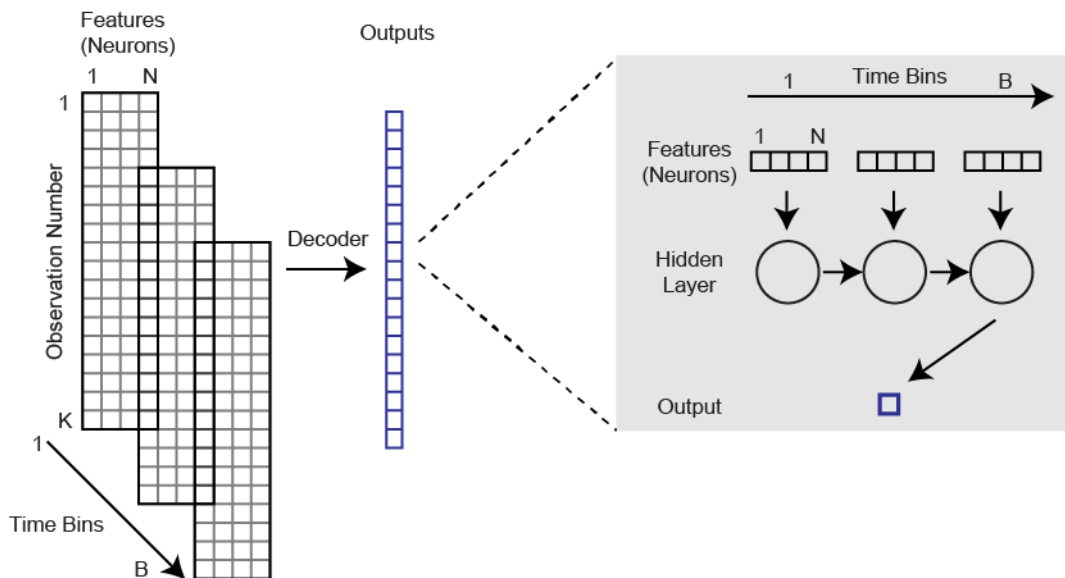 Features
(Neurons)
1 N
1
Observation Number
K
1
Time Bins
B
Decoder
Outputs
Time Bins
1 B
Features
(Neurons)
1 N
Hidden
Layer
Output